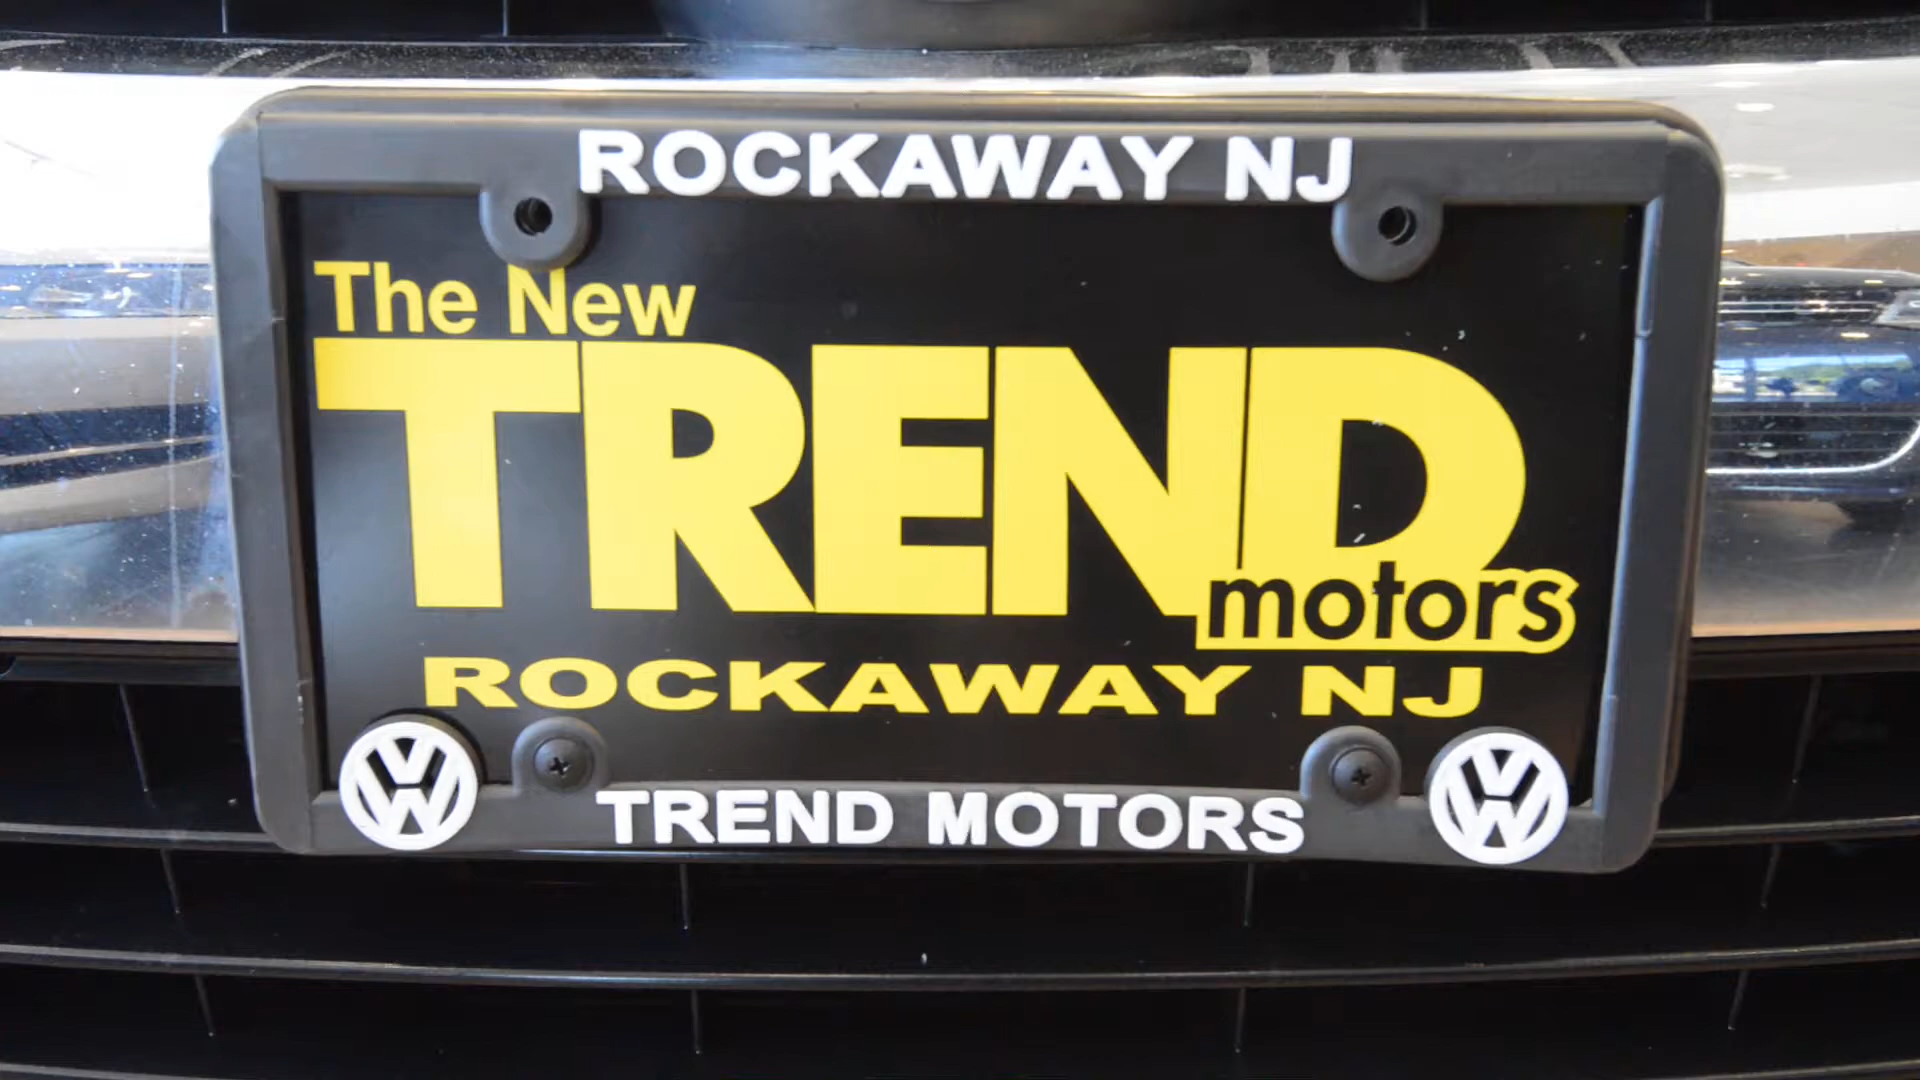 ROCKAWAY NJ
The New
TREND
motors
ROCKAWAY NJ
TREND MOTORS